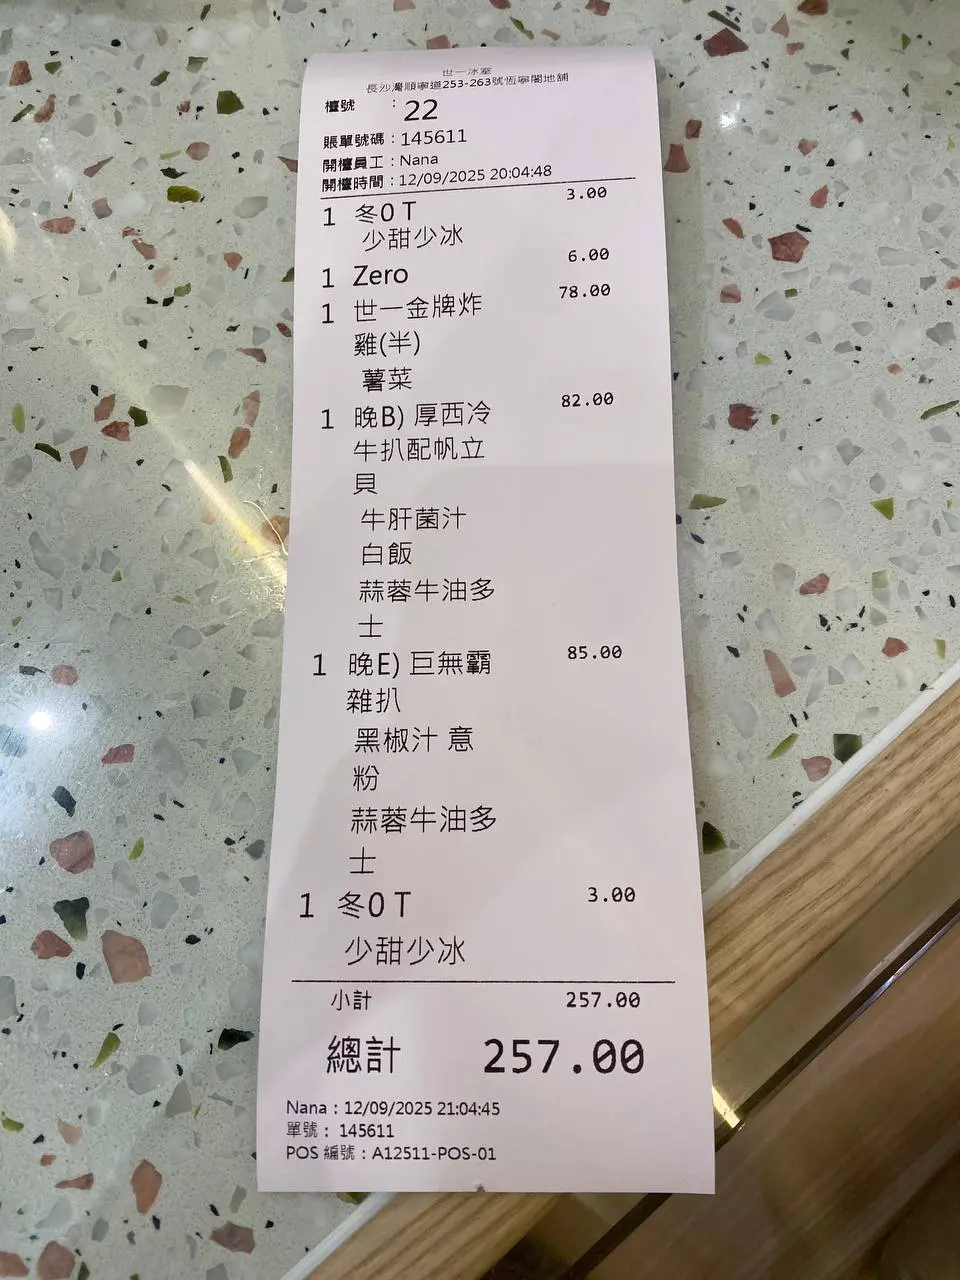 世一冰室
長沙灣順寧道253-263號恆寧閣地舖
檯號 : 22
賬單號碼：145611
開檯員工：Nana
開檯時間：12/09/2025 20:04:48
1 冬0T 3.00
少甜少冰
1 Zero 6.00
1 世一金牌炸 78.00
雞(半)
薯菜
1 晚B) 厚西冷 82.00
牛扒配帆立
貝
牛肝菌汁
白飯
蒜蓉牛油多
士
1 晚E) 巨無霸 85.00
雜扒
黑椒汁 意
粉
蒜蓉牛油多
士
1 冬0T 3.00
少甜少冰
小計 257.00
總計 257.00
Nana：12/09/2025 21:04:45
單號： 145611
POS 編號：A12511-POS-01